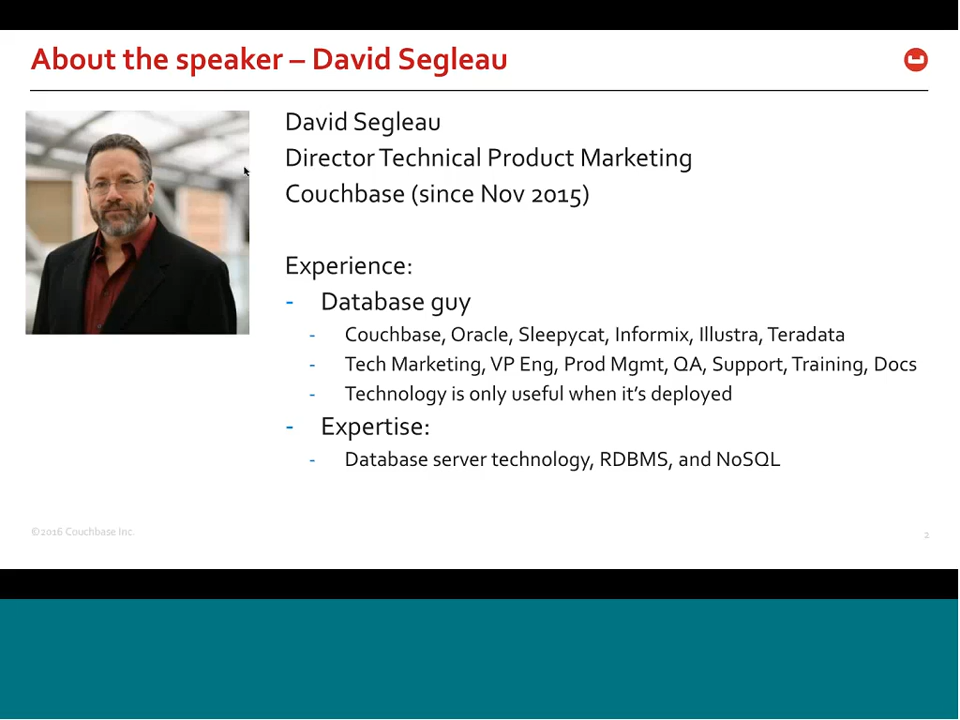 About the speaker – David Segleau
David Segleau
Director Technical Product Marketing
Couchbase (since Nov 2015)
Experience:
- Database guy
- Couchbase, Oracle, Sleepycat, Informix, Illustra, Teradata
- Tech Marketing, VP Eng, Prod Mgmt, QA, Support, Training, Docs
- Technology is only useful when it’s deployed
- Expertise:
- Database server technology, RDBMS, and NoSQL
©2016 Couchbase Inc.
2